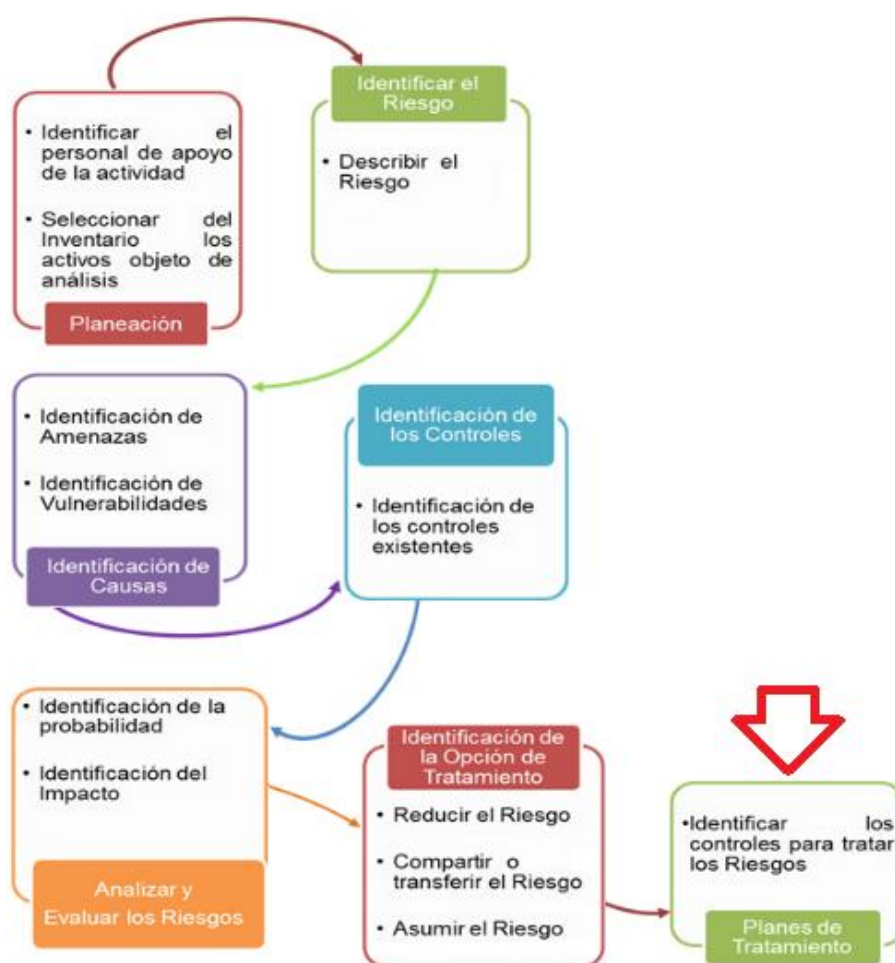 • Identificar el
personal de apoyo
de la actividad
• Seleccionar del
Inventario los
activos objeto de
análisis
Planeación
Identificar el
Riesgo
• Describir el
Riesgo
• Identificación de
Amenazas
• Identificación de
Vulnerabilidades
Identificación de
Causas
Identificación de
los Controles
• Identificación de
los controles
existentes
• Identificación de la
probabilidad
• Identificación del
Impacto
Analizar y
Evaluar los Riesgos
Identificación de
la Opción de
Tratamiento
• Reducir el Riesgo
• Compartir o
transferir el Riesgo
• Asumir el Riesgo
•Identificar los
controles para tratar
los Riesgos
Planes de
Tratamiento